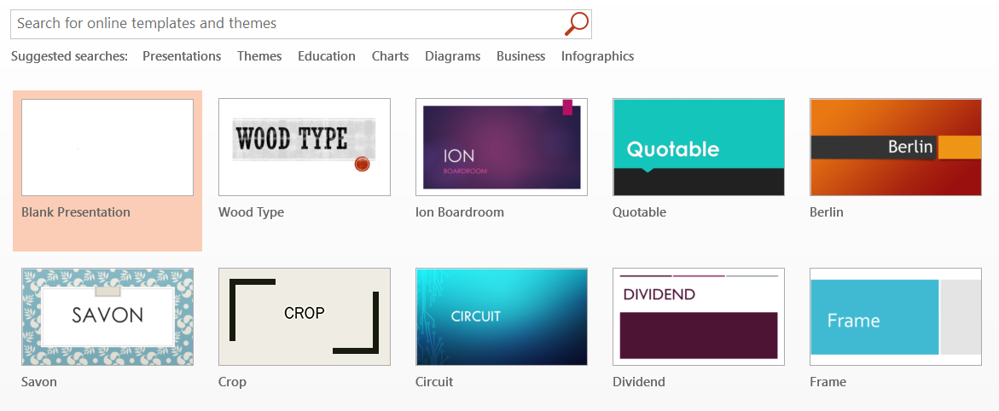 Search for online templates and themes
Suggested searches: Presentations Themes Education Charts Diagrams Business Infographics
WOOD TYPE
ION
BOARDROOM
Quotable
Berlin
Blank Presentation
Wood Type
Ion Boardroom
Quotable
Berlin
SAVON
CROP
CIRCUIT
DIVIDEND
Frame
Savon
Crop
Circuit
Dividend
Frame